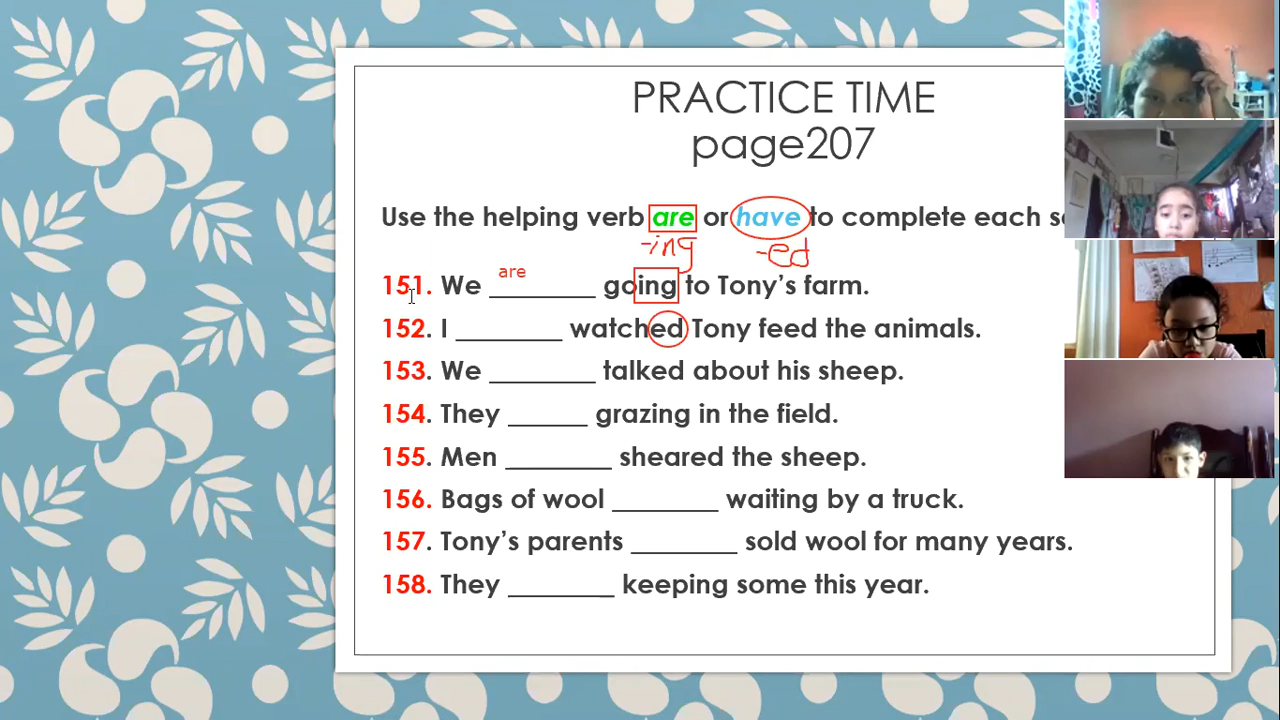 PRACTICE TIME
page207
Use the helping verb are or have to complete each
-ing -ed
are
151. We ________ going to Tony's farm.
152. I ________ watched Tony feed the animals.
153. We ________ talked about his sheep.
154. They ______ grazing in the field.
155. Men ________ sheared the sheep.
156. Bags of wool ________ waiting by a truck.
157. Tony's parents ________ sold wool for many years.
158. They ________ keeping some this year.